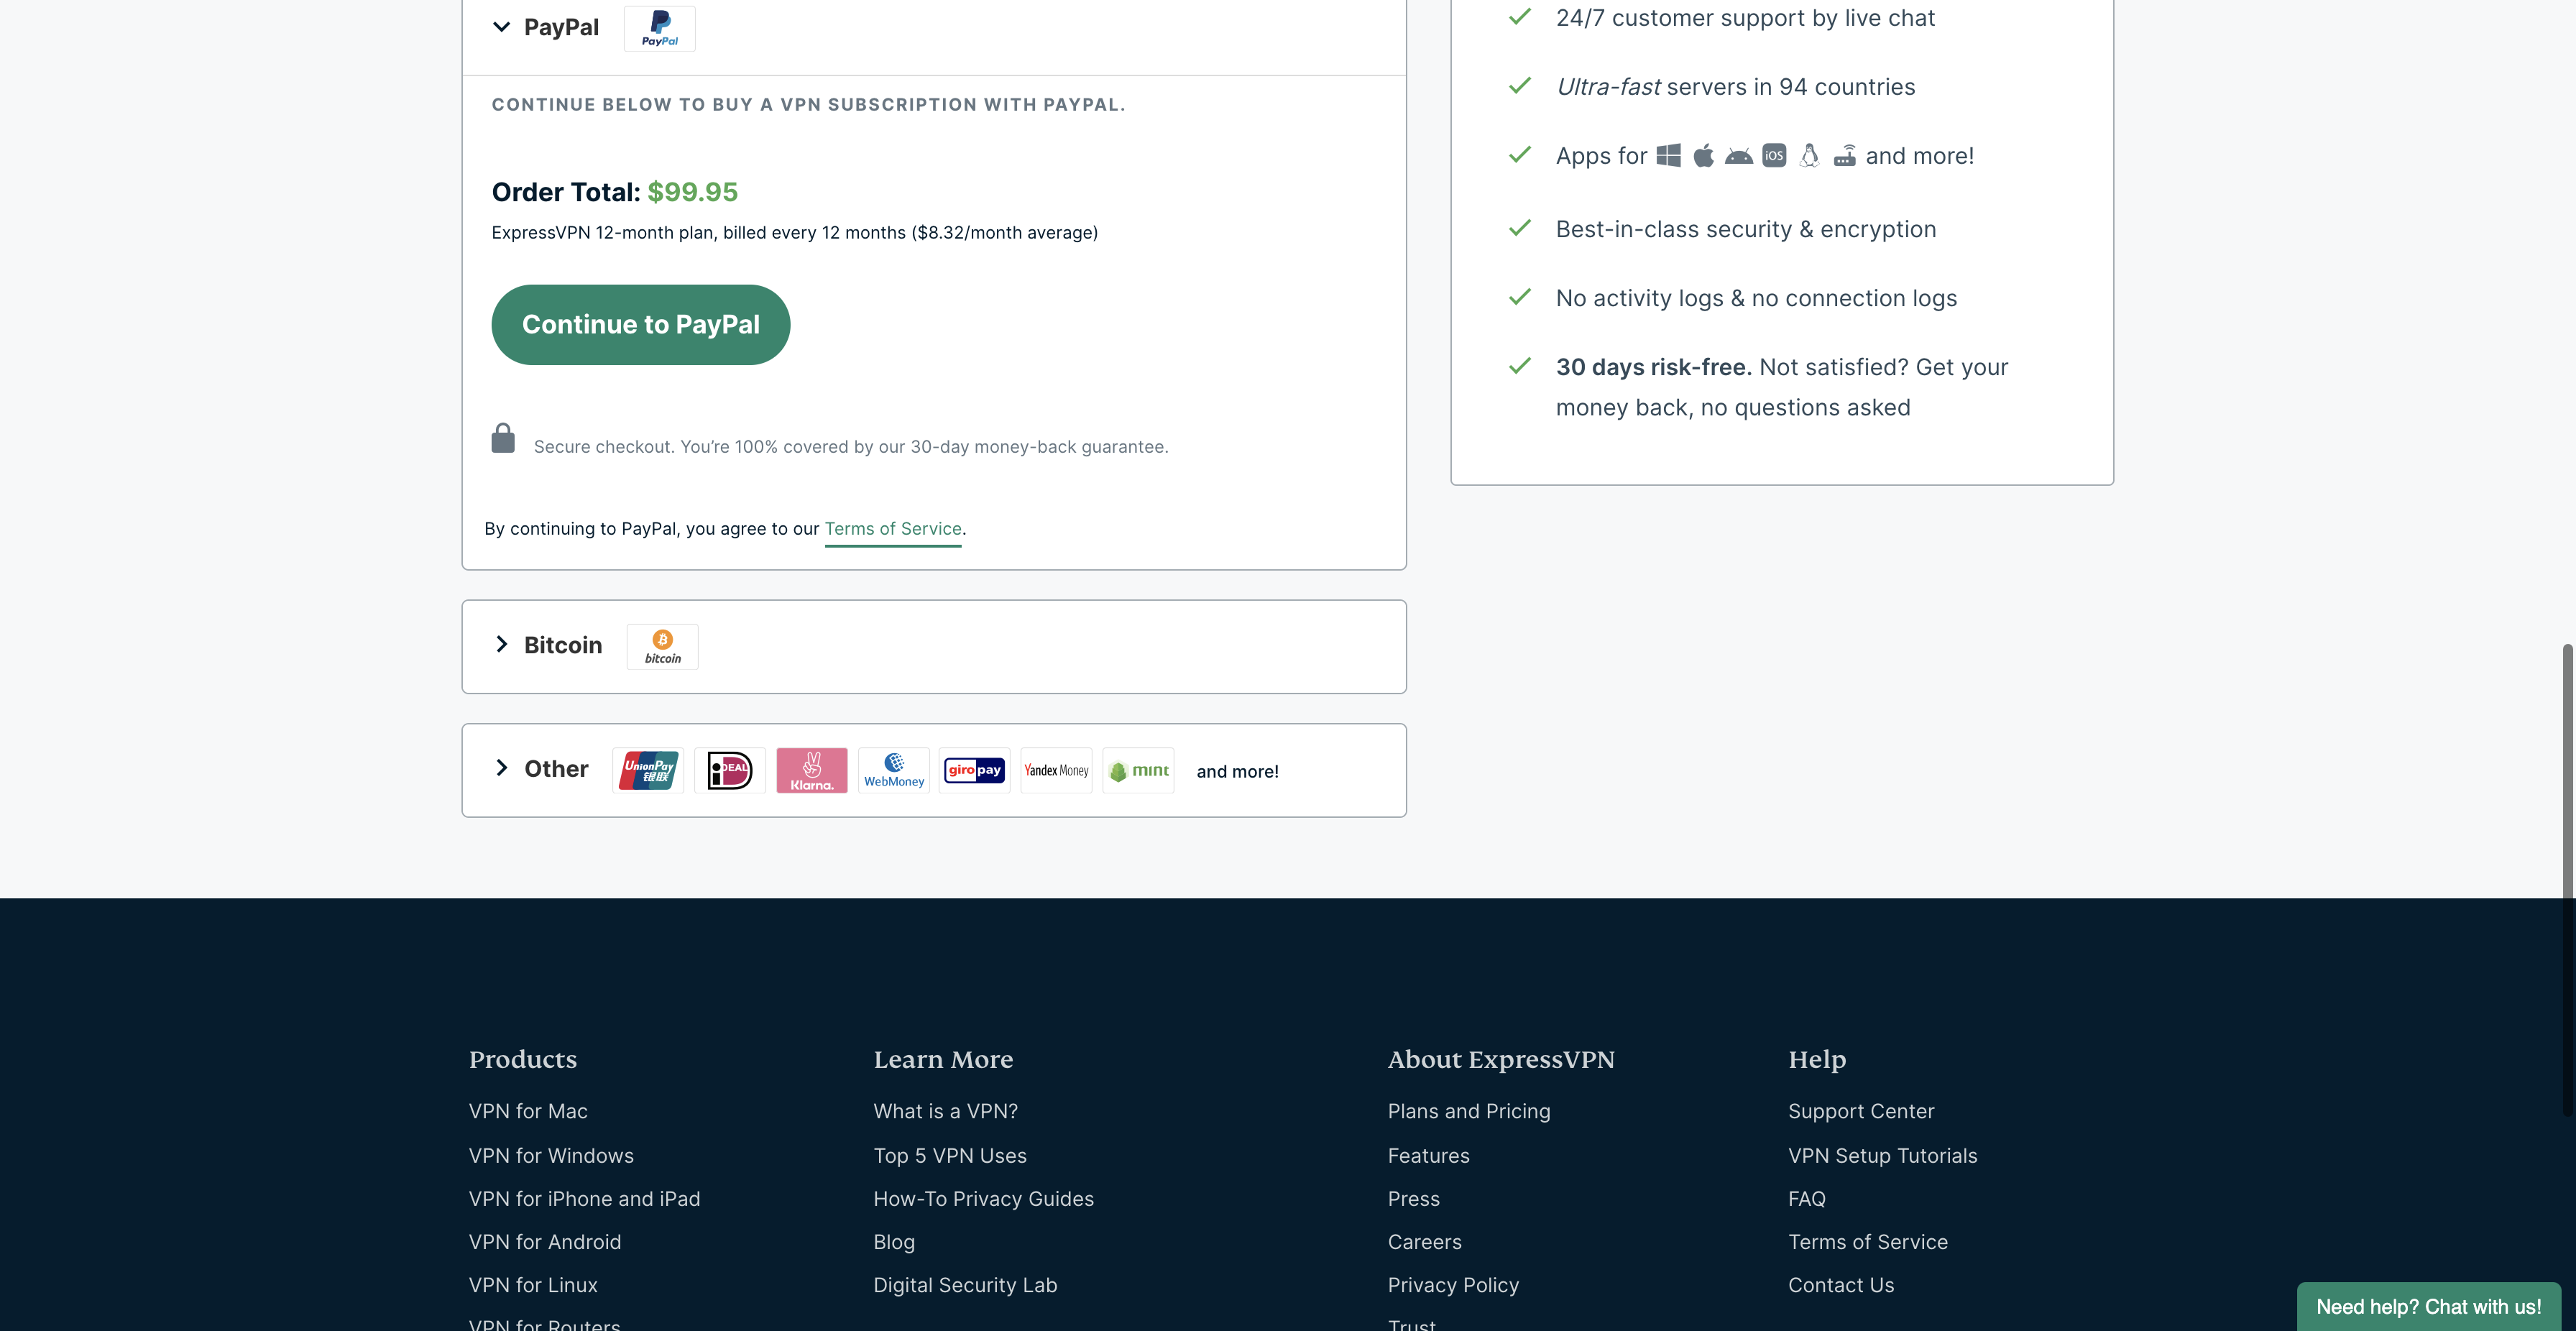 PayPal
PayPal
CONTINUE BELOW TO BUY A VPN SUBSCRIPTION WITH PAYPAL.
Order Total: $99.95
ExpressVPN 12-month plan, billed every 12 months ($8.32/month average)
Continue to PayPal
Secure checkout. You’re 100% covered by our 30-day money-back guarantee.
By continuing to PayPal, you agree to our Terms of Service.
Bitcoin
bitcoin
Other
UnionPay
银联
iDEAL
Klarna.
WebMoney
giropay
Yandex Money
mint
and more!
24/7 customer support by live chat
Ultra-fast servers in 94 countries
Apps for iOS and more!
Best-in-class security & encryption
No activity logs & no connection logs
30 days risk-free. Not satisfied? Get your
money back, no questions asked
Products
VPN for Mac
VPN for Windows
VPN for iPhone and iPad
VPN for Android
VPN for Linux
VPN for Routers
Learn More
What is a VPN?
Top 5 VPN Uses
How-To Privacy Guides
Blog
Digital Security Lab
About ExpressVPN
Plans and Pricing
Features
Press
Careers
Privacy Policy
Trust
Help
Support Center
VPN Setup Tutorials
FAQ
Terms of Service
Contact Us
Need help? Chat with us!